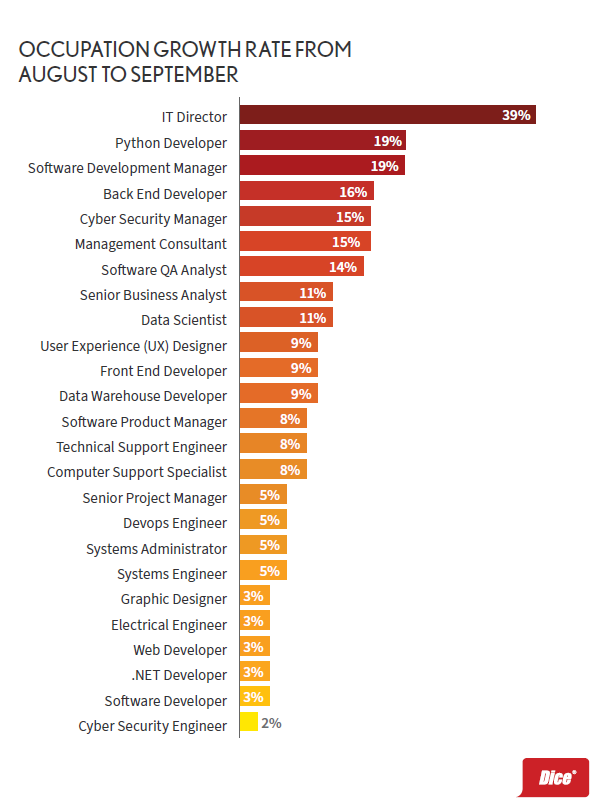 OCCUPATION GROWTH RATE FROM
AUGUST TO SEPTEMBER
IT Director 39%
Python Developer 19%
Software Development Manager 19%
Back End Developer 16%
Cyber Security Manager 15%
Management Consultant 15%
Software QA Analyst 14%
Senior Business Analyst 11%
Data Scientist 11%
User Experience (UX) Designer 9%
Front End Developer 9%
Data Warehouse Developer 9%
Software Product Manager 8%
Technical Support Engineer 8%
Computer Support Specialist 8%
Senior Project Manager 5%
Devops Engineer 5%
Systems Administrator 5%
Systems Engineer 5%
Graphic Designer 3%
Electrical Engineer 3%
Web Developer 3%
.NET Developer 3%
Software Developer 3%
Cyber Security Engineer 2%
Dice®